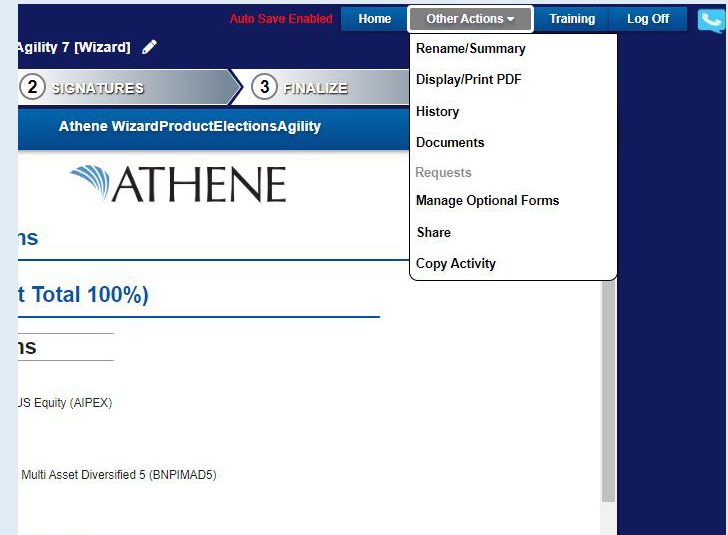 Auto Save Enabled Home Other Actions Training Log Off
Agility 7 [Wizard]
2 SIGNATURES 3 FINALIZE
Athene WizardProductElectionsAgility
Rename/Summary
Display/Print PDF
History
Documents
Requests
Manage Optional Forms
Share
Copy Activity
ATHENE
ns
t Total 100%)
ns
US Equity (AIPEX)
Multi Asset Diversified 5 (BNPIMAD5)